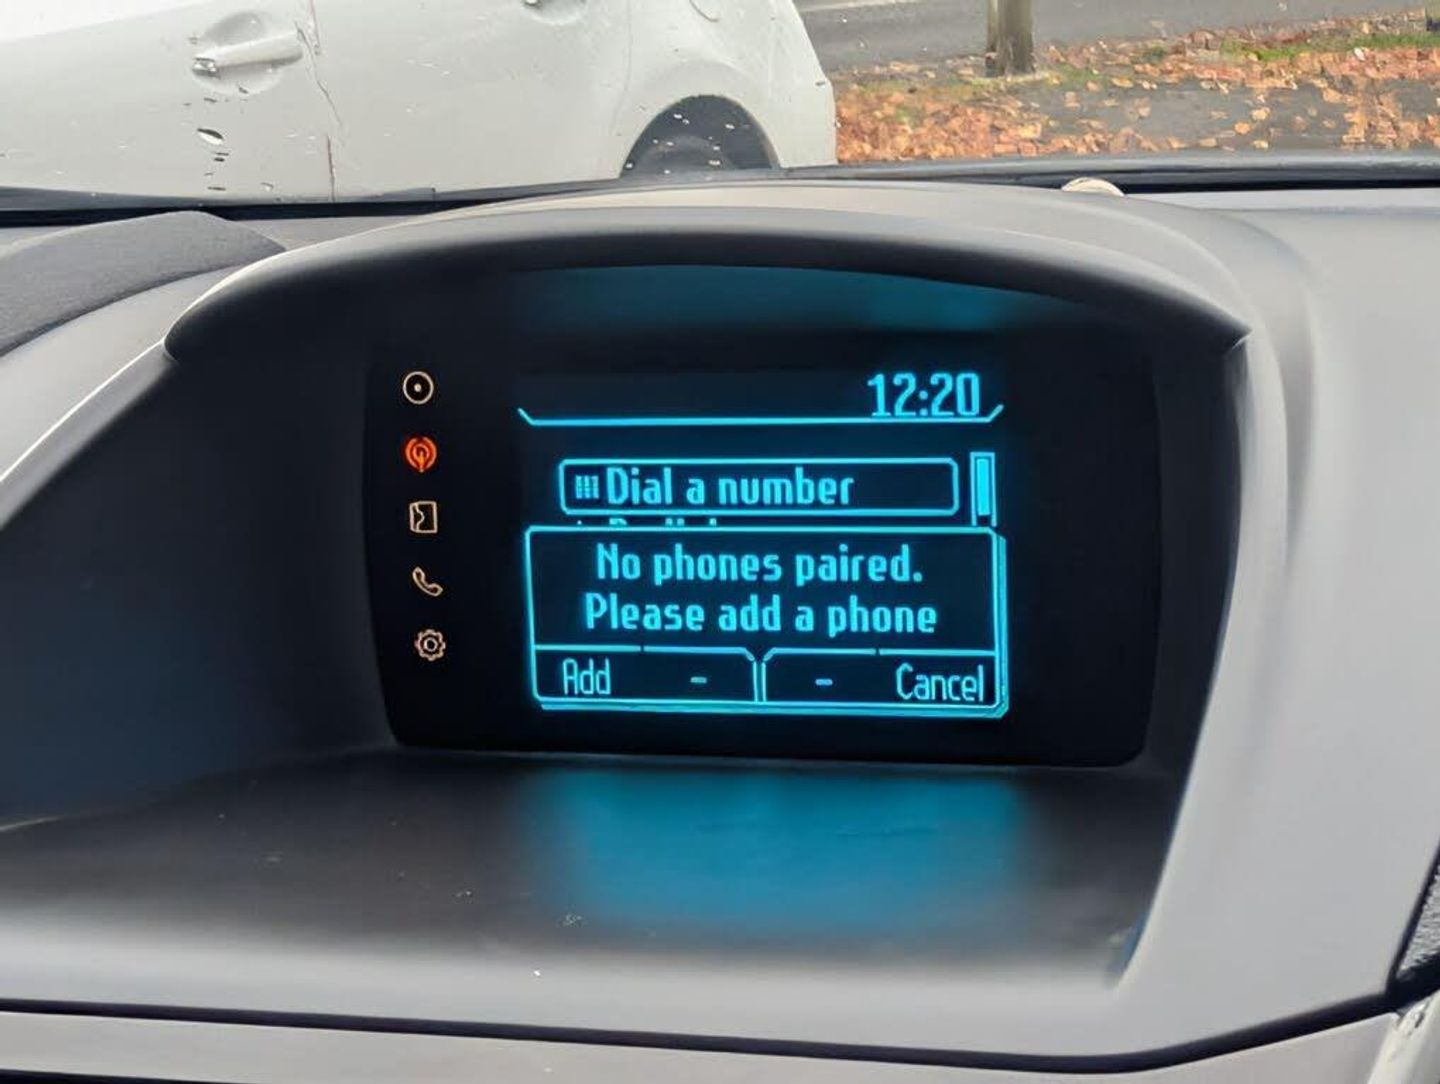 12:20
Dial a number
No phones paired.
Please add a phone
Add - - Cancel